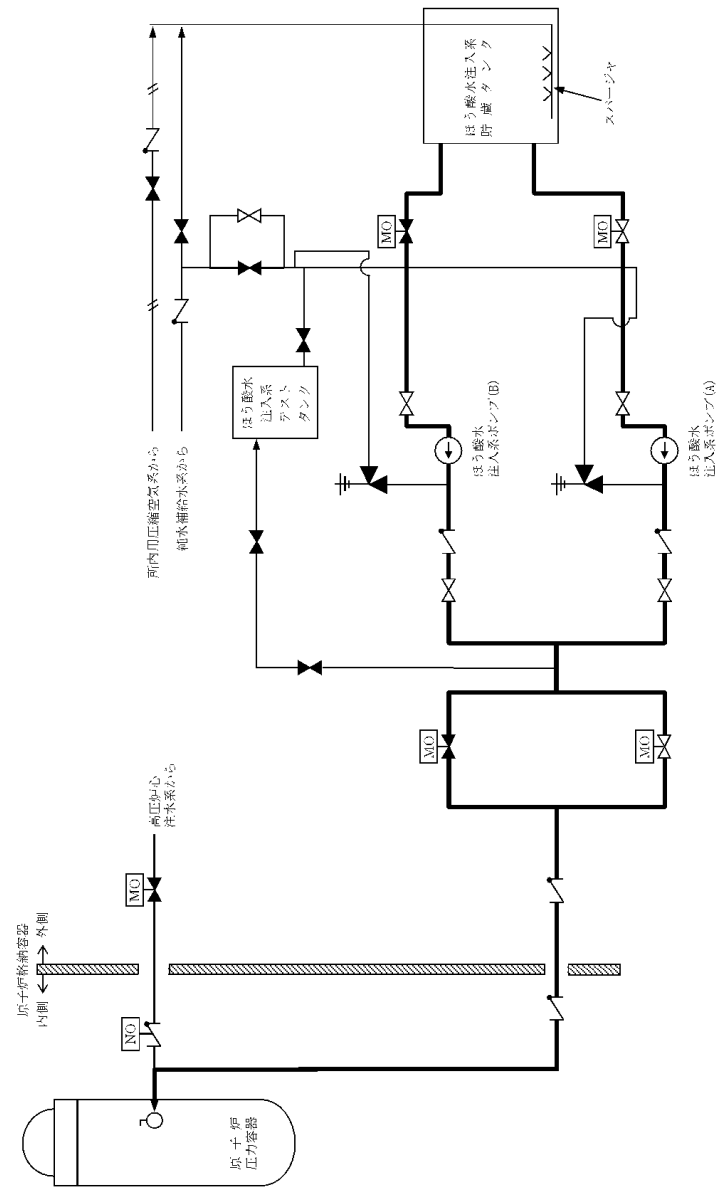 原子炉格納容器
内側
外側
原子炉
圧力容器
NO
MO
高圧炉心
注水系から
MO
MO
所内用圧縮空気系から
純水補給水系から
ほう酸水
注入系
テスト
タンク
ほう酸水
注入系ポンプ(B)
ほう酸水
注入系ポンプ(A)
MO
MO
ほう酸水注入系
貯蔵タンク
スパージャ